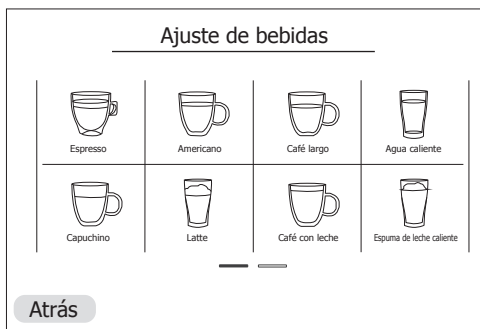 Ajuste de bebidas
Espresso
Americano
Café largo
Agua caliente
Capuchino
Latte
Café con leche
Espuma de leche caliente
Atrás